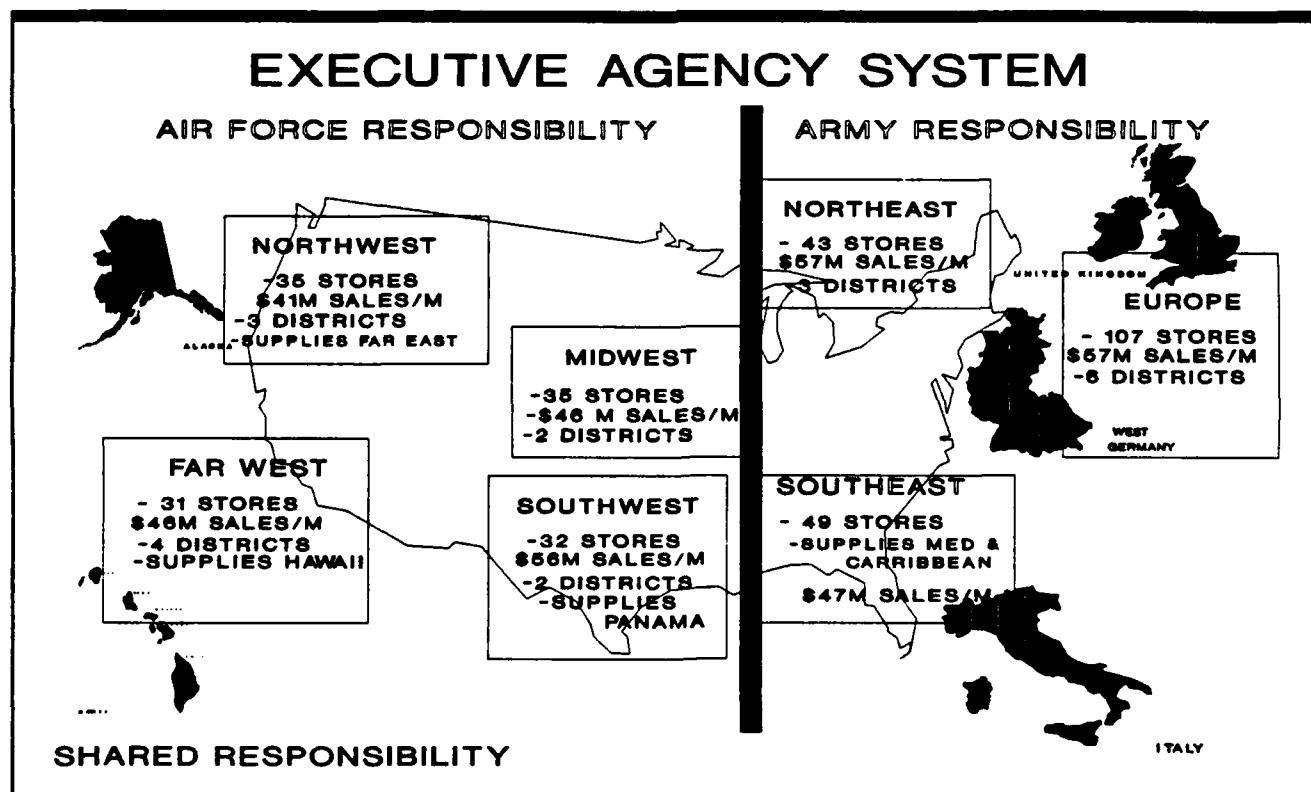 EXECUTIVE AGENCY SYSTEM
AIR FORCE RESPONSIBILITY
ARMY RESPONSIBILITY
NORTHWEST
-35 STORES
$41M SALES/M
-3 DISTRICTS
-SUPPLIES FAR EAST
ALASKA
MIDWEST
-35 STORES
-$46 M SALES/M
-2 DISTRICTS
FAR WEST
- 31 STORES
$46M SALES/M
-4 DISTRICTS
-SUPPLIES HAWAII
SOUTHWEST
-32 STORES
$56M SALES/M
-2 DISTRICTS
-SUPPLIES
PANAMA
NORTHEAST
- 43 STORES
$57M SALES/M
-3 DISTRICTS
UNITED KINGDOM
EUROPE
- 107 STORES
$57M SALES/M
-6 DISTRICTS
WEST
GERMANY
SOUTHEAST
- 49 STORES
-SUPPLIES MED &
CARRIBBEAN
$47M SALES/M
ITALY
SHARED RESPONSIBILITY